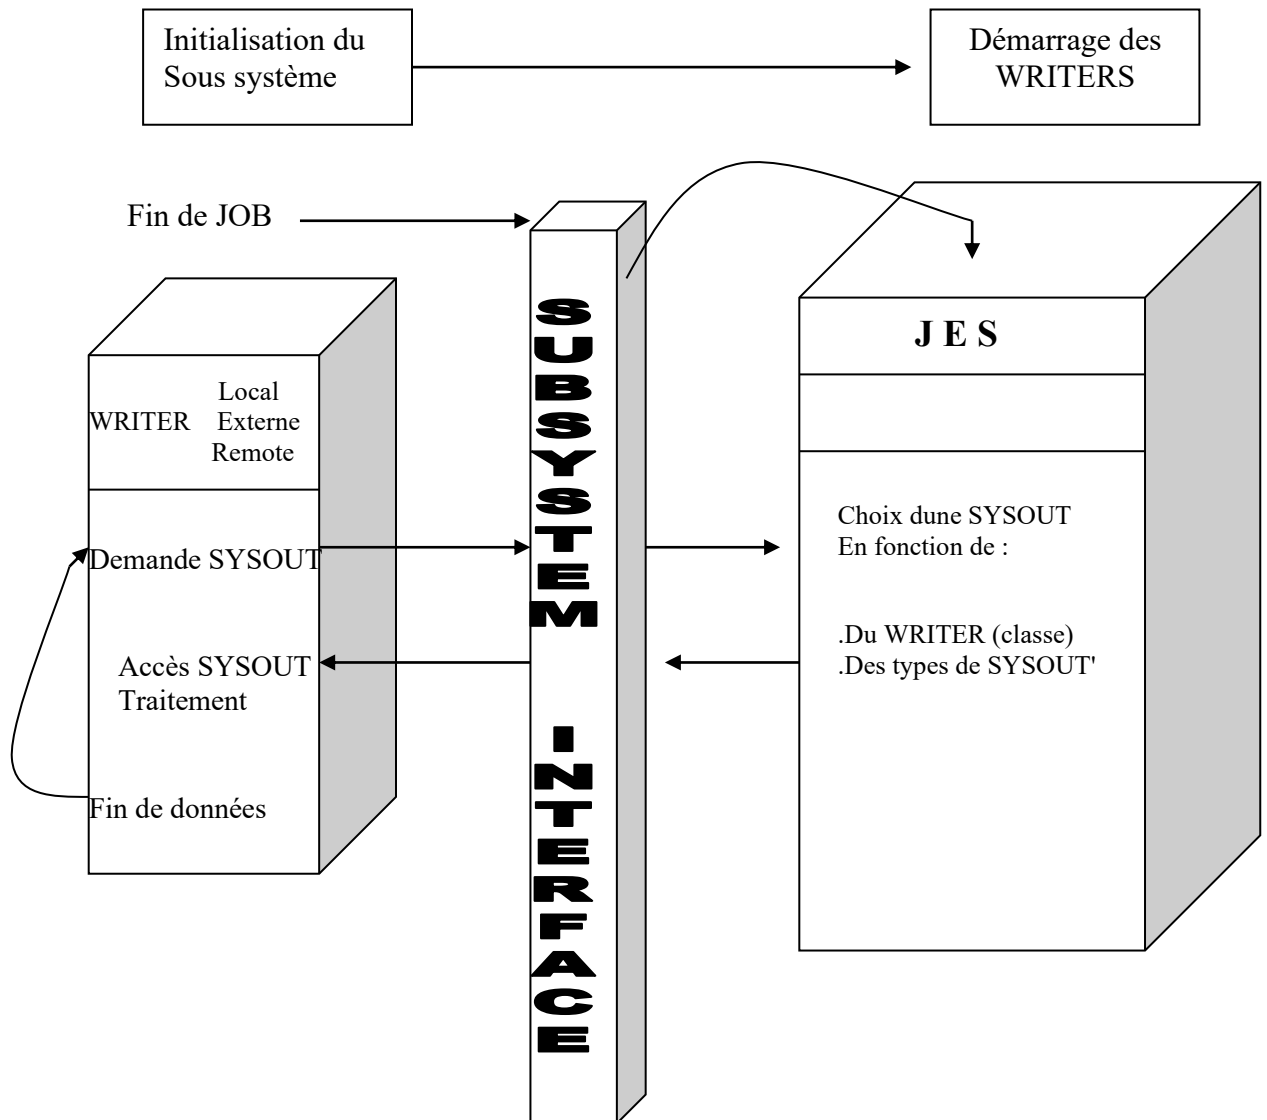 Initialisation du
Sous système
Démarrage des
WRITERS
Fin de JOB
SUBSYSTEM INTERFACE
J E S
Local
WRITER Externe
Remote
Demande SYSOUT
Accès SYSOUT
Traitement
Fin de données
Choix dune SYSOUT
En fonction de :
.Du WRITER (classe)
.Des types de SYSOUT'